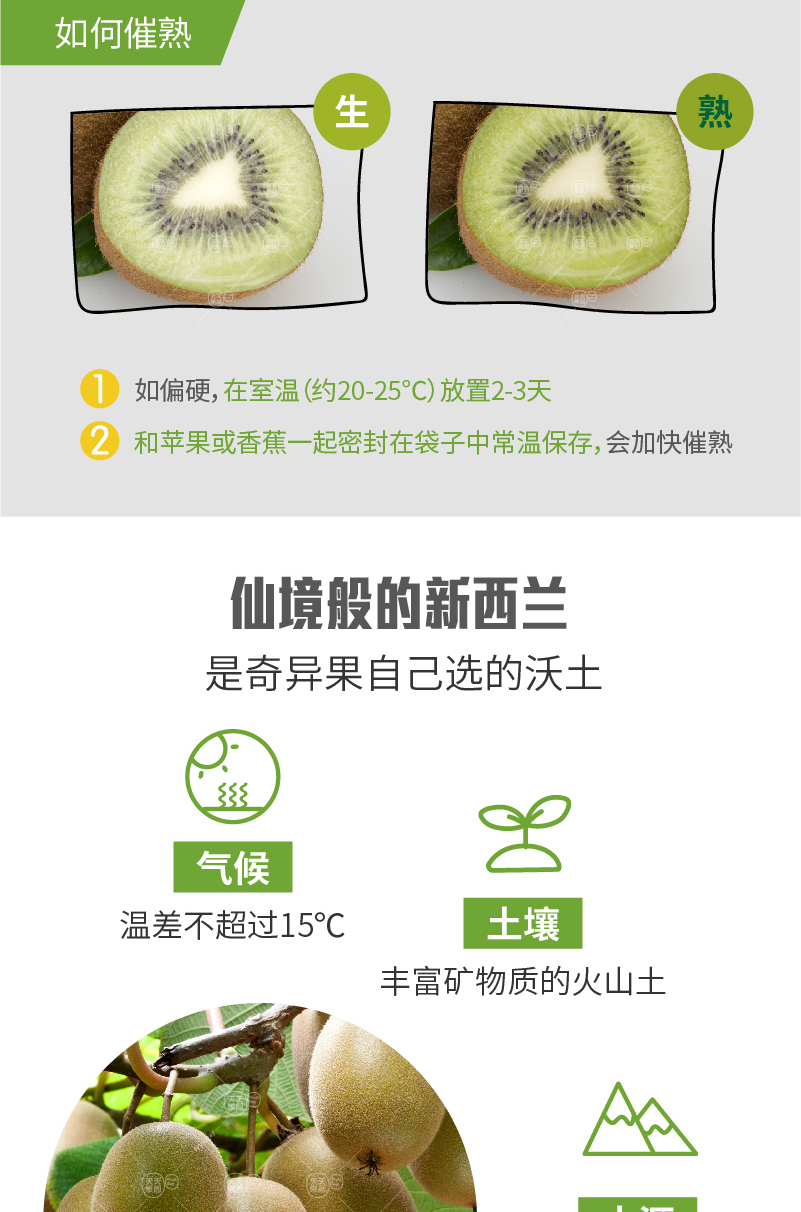 如何催熟
生
熟
1 如偏硬，在室温（约20-25℃）放置2-3天
2 和苹果或香蕉一起密封在袋子中常温保存，会加快催熟
仙境般的新西兰
是奇异果自己选的沃土
气候
温差不超过15℃
土壤
丰富矿物质的火山土